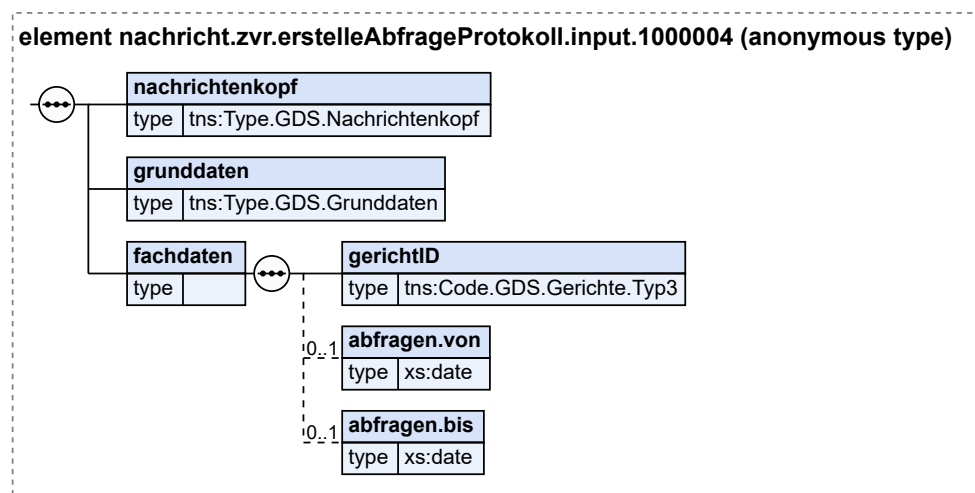 element nachricht.zvr.erstelleAbfrageProtokoll.input.1000004 (anonymous type)
nachrichtenkopf
type tns:Type.GDS.Nachrichtenkopf
grunddaten
type tns:Type.GDS.Grunddaten
fachdaten
type
gerichtID
type tns:Code.GDS.Gerichte.Typ3
0..1
abfragen.von
type xs:date
0..1
abfragen.bis
type xs:date